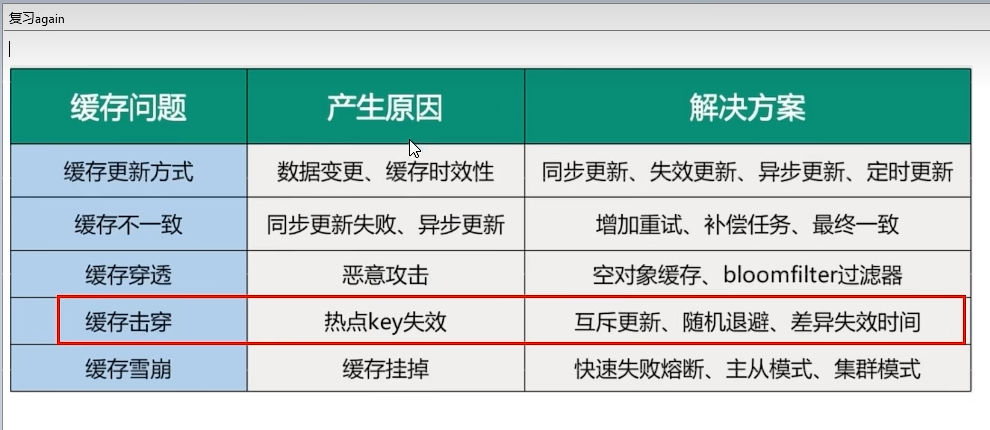 复习again
缓存问题 产生原因 解决方案
缓存更新方式 数据变更、缓存时效性 同步更新、失效更新、异步更新、定时更新
缓存不一致 同步更新失败、异步更新 增加重试、补偿任务、最终一致
缓存穿透 恶意攻击 空对象缓存、bloomfilter过滤器
缓存击穿 热点key失效 互斥更新、随机退避、差异失效时间
缓存雪崩 缓存挂掉 快速失败熔断、主从模式、集群模式